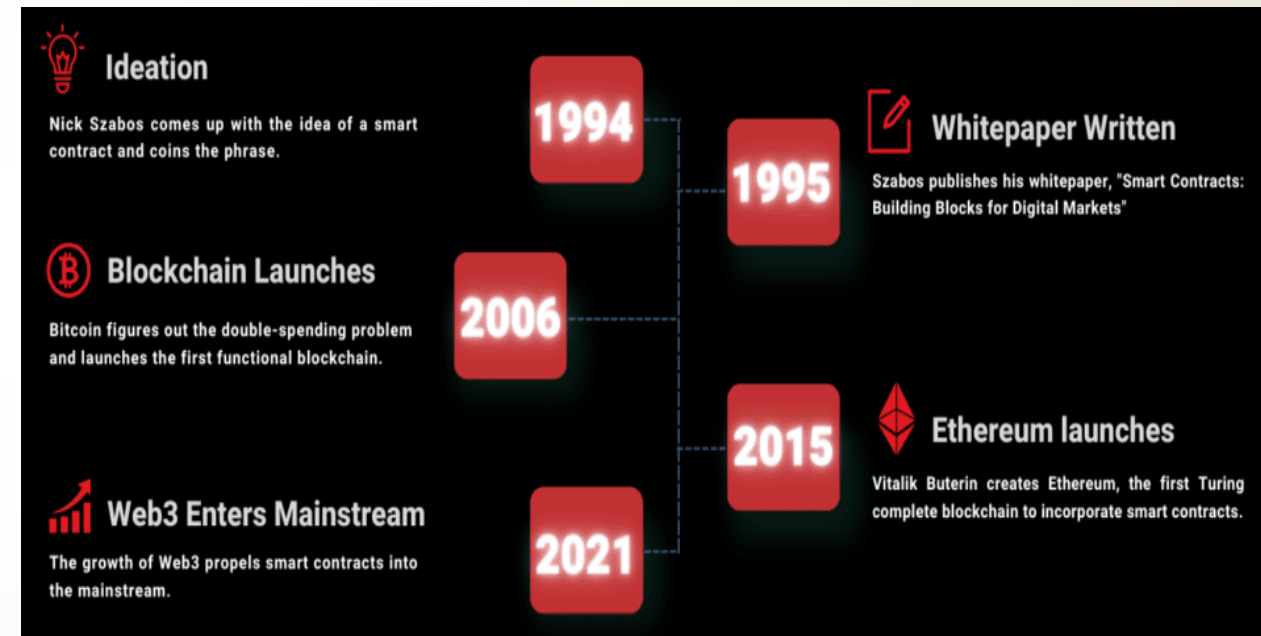 Ideation
Nick Szabos comes up with the idea of a smart
contract and coins the phrase.
1994
1995
Whitepaper Written
Szabos publishes his whitepaper, "Smart Contracts:
Building Blocks for Digital Markets"
Blockchain Launches
Bitcoin figures out the double-spending problem
and launches the first functional blockchain.
2006
2015
Ethereum launches
Vitalik Buterin creates Ethereum, the first Turing
complete blockchain to incorporate smart contracts.
Web3 Enters Mainstream
The growth of Web3 propels smart contracts into
the mainstream.
2021